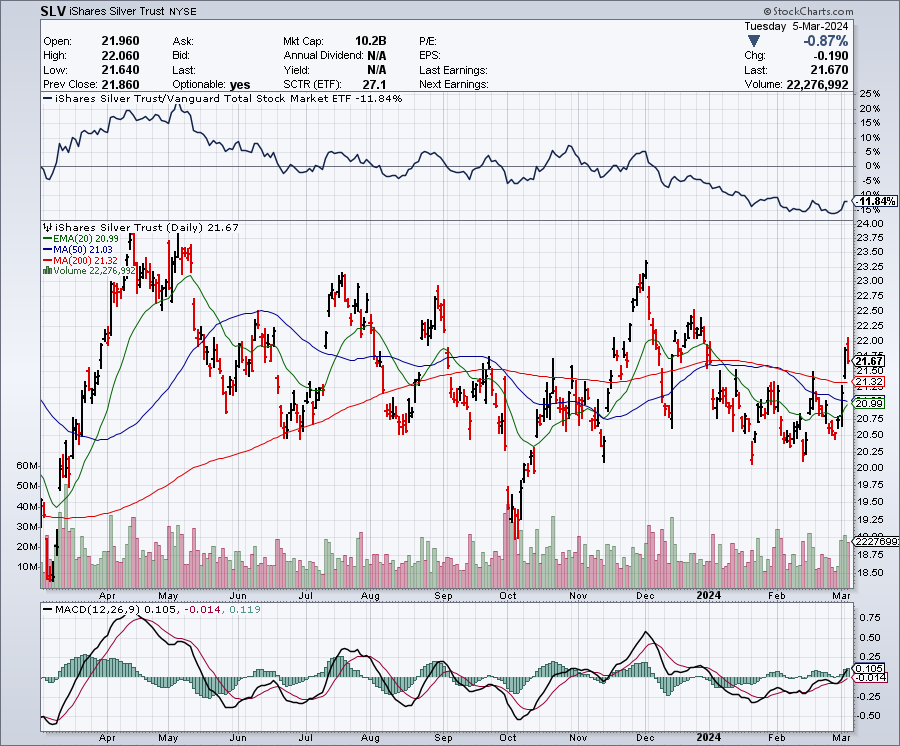 SLV iShares Silver Trust NYSE
© StockCharts.com
Tuesday 5-Mar-2024
Open: 21.960 Ask: Mkt Cap: 10.2B P/E: ▼ -0.87%
High: 22.060 Bid: Annual Dividend: N/A EPS: Chg: -0.190
Low: 21.640 Last: Yield: N/A Last Earnings: Last: 21.670
Prev Close: 21.860 Optionable: yes SCTR (ETF): 27.1 Next Earnings: Volume: 22,276,992
iShares Silver Trust/Vanguard Total Stock Market ETF -11.84%
25%
20%
15%
10%
5%
0%
-5%
-10%
-11.84%
-15%
iShares Silver Trust (Daily) 21.67
EMA(20) 20.99
MA(50) 21.03
MA(200) 21.32
Volume 22,276,992
24.00
23.75
23.50
23.25
23.00
22.75
22.50
22.25
22.00
21.75
21.67
21.50
21.32
21.25
20.99
20.75
20.50
20.25
20.00
19.75
19.50
19.25
19.00
22276992
18.75
18.50
60M
50M
40M
30M
20M
10M
Apr May Jun Jul Aug Sep Oct Nov Dec 2024 Feb Mar
MACD(12,26,9) 0.105, -0.014, 0.119
0.75
0.50
0.25
0.105
-0.014
-0.25
-0.50
Apr May Jun Jul Aug Sep Oct Nov Dec 2024 Feb Mar